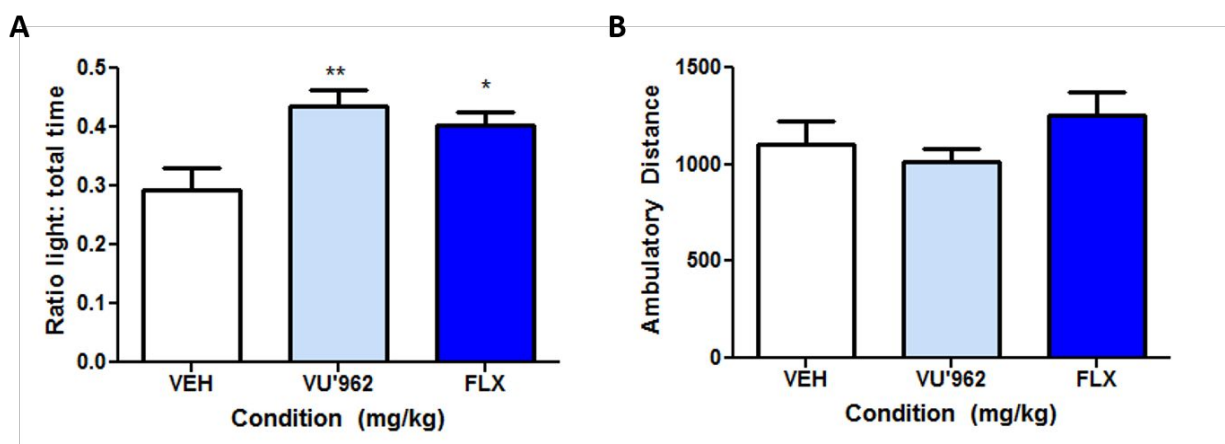 A
Ratio light: total time
0.5
0.4
0.3
0.2
0.1
0.0
**
*
VEH
VU'962
FLX
Condition (mg/kg)
B
Ambulatory Distance
1500
1000
500
0
VEH
VU'962
FLX
Condition (mg/kg)